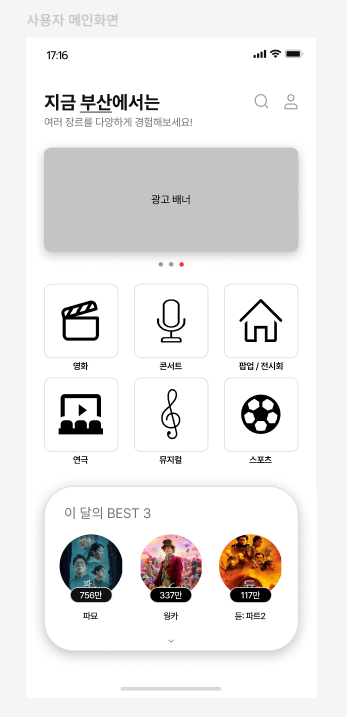 사용자 메인화면
17:16
지금 부산에서는
여러 장르를 다양하게 경험해보세요!
광고 배너
영화
콘서트
팝업 / 전시회
연극
뮤지컬
스포츠
이 달의 BEST 3
756만
337만
117만
파묘
웡카
듄: 파트2